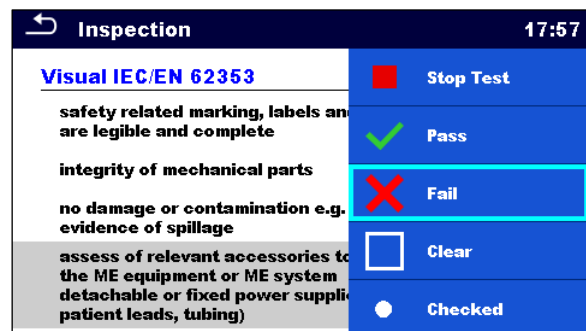 Inspection 17:57
Visual IEC/EN 62353
safety related marking, labels an
are legible and complete
integrity of mechanical parts
no damage or contamination e.g.
evidence of spillage
assess of relevant accessories to
the ME equipment or ME system
detachable or fixed power supplie
patient leads, tubing)
Stop Test
Pass
Fail
Clear
Checked